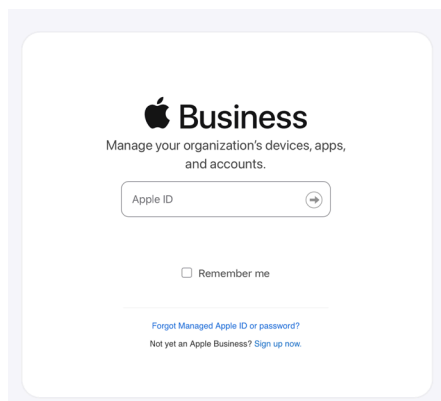 Business
Manage your organization's devices, apps,
and accounts.
Apple ID
Remember me
Forgot Managed Apple ID or password?
Not yet an Apple Business? Sign up now.